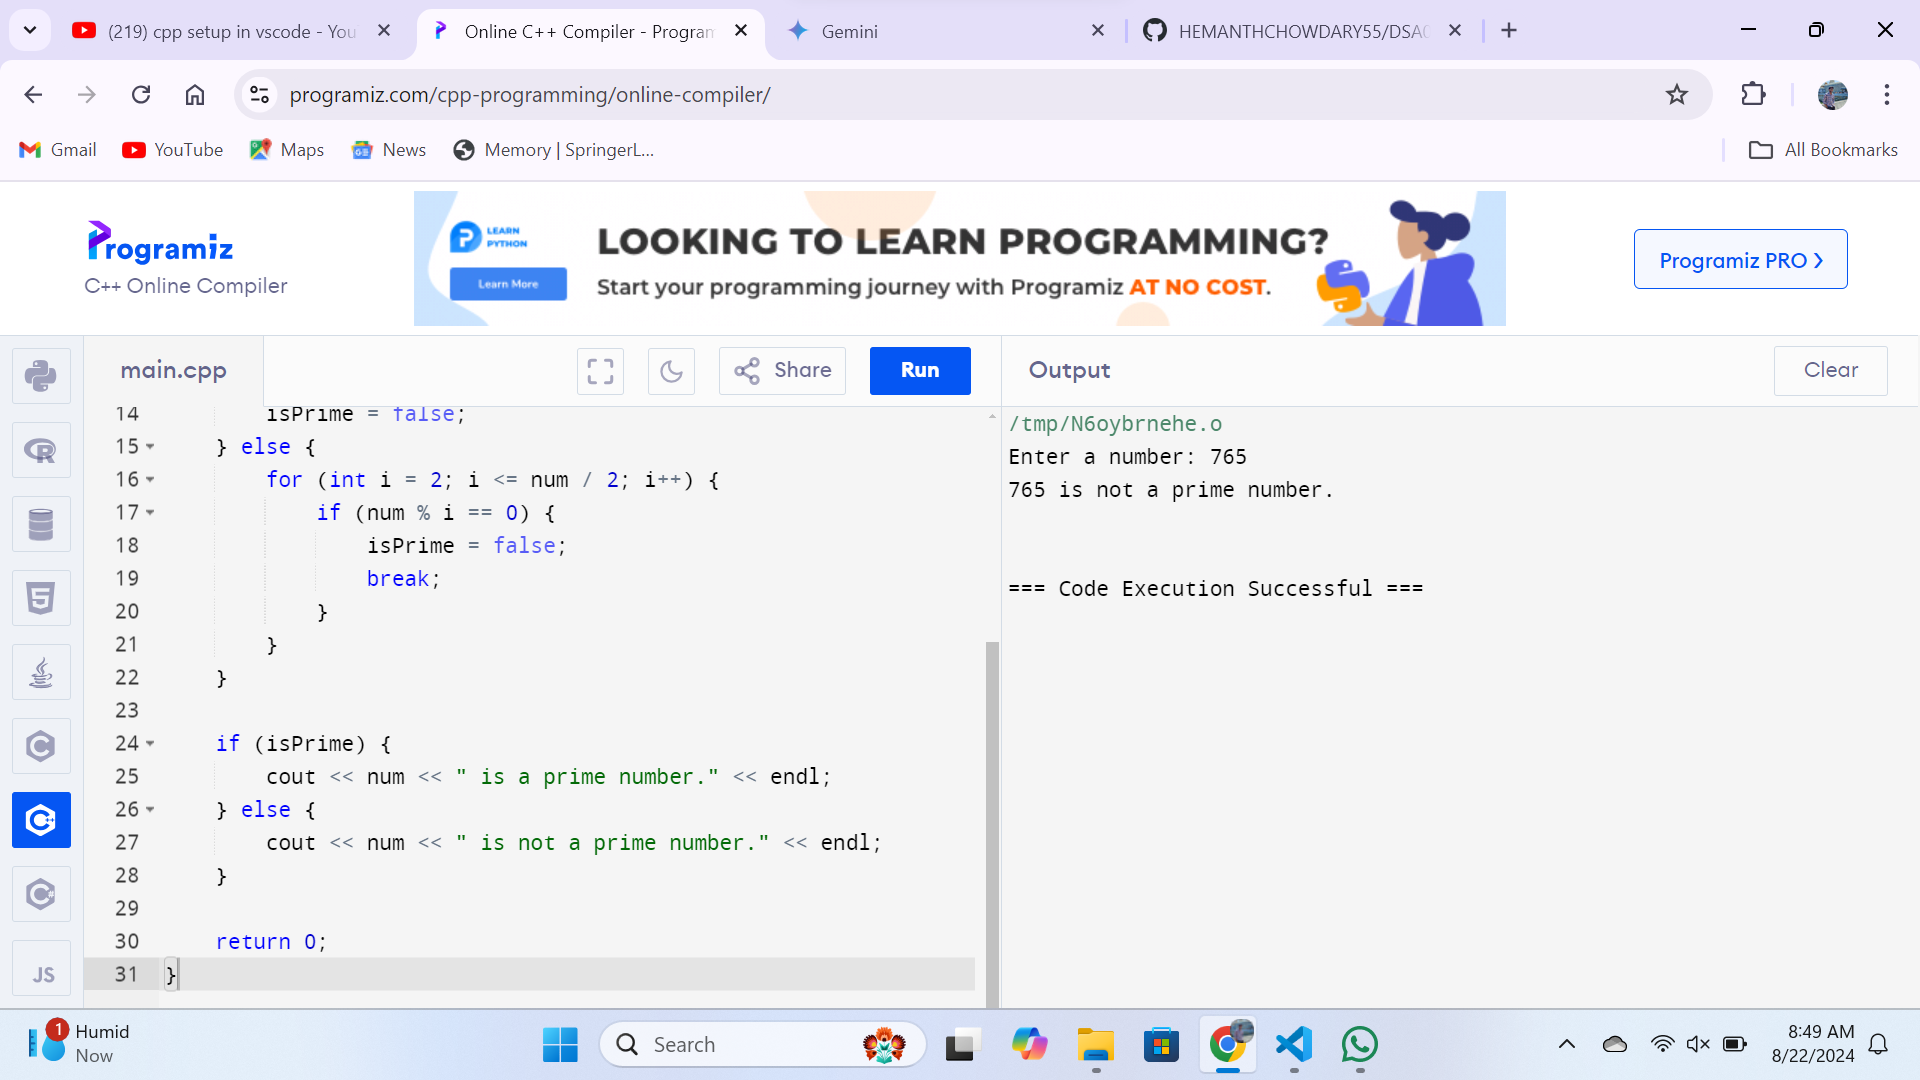 (219) cpp setup in vscode - You
Online C++ Compiler - Program
Gemini
HEMANTHCHOWDARY55/DSAO
programiz.com/cpp-programming/online-compiler/
Gmail
YouTube
Maps
News
Memory | SpringerL...
All Bookmarks
Programiz
C++ Online Compiler
LEARN
PYTHON
Learn More
LOOKING TO LEARN PROGRAMMING?
Start your programming journey with Programiz AT NO COST.
Programiz PRO
main.cpp
Share
Run
Output
Clear
14 isPrime = false;
15 } else {
16 for (int i = 2; i <= num / 2; i++) {
17 if (num % i == 0) {
18 isPrime = false;
19 break;
20 }
21 }
22 }
23
24 if (isPrime) {
25 cout << num << " is a prime number." << endl;
26 } else {
27 cout << num << " is not a prime number." << endl;
28 }
29
30 return 0;
31 }
/tmp/N6oybrnehe.o
Enter a number: 765
765 is not a prime number.
=== Code Execution Successful ===
JS
1
Humid
Now
Search
8:49 AM
8/22/2024